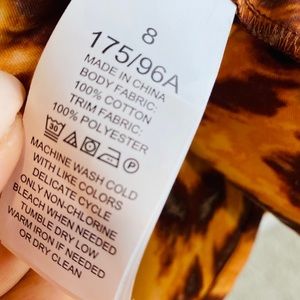 8
175/96A
MADE IN CHINA
BODY FABRIC:
100% COTTON
TRIM FABRIC:
100% POLYESTER
30
MACHINE WASH COLD
WITH LIKE COLORS
DELICATE CYCLE
ONLY NON-CHLORINE
BLEACH WHEN NEEDED
TUMBLE DRY LOW
WARM IRON IF NEEDED
OR DRY CLEAN